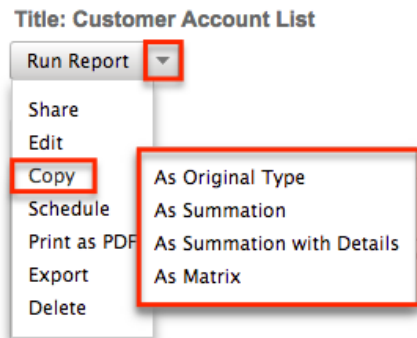 Title: Customer Account List
Run Report
Share
Edit
Copy
Schedule
Print as PDF
Export
Delete
As Original Type
As Summation
As Summation with Details
As Matrix